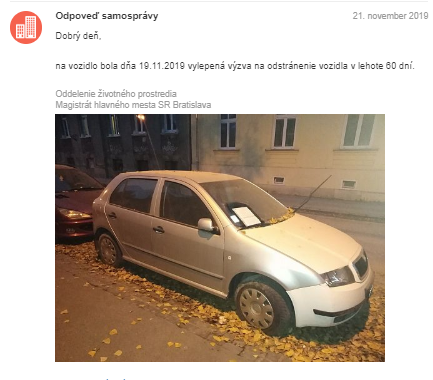 Odpoveď samosprávy
21. november 2019
Dobrý deň,
na vozidlo bola dňa 19.11.2019 vylepená výzva na odstránenie vozidla v lehote 60 dní.
Oddelenie životného prostredia
Magistrát hlavného mesta SR Bratislava